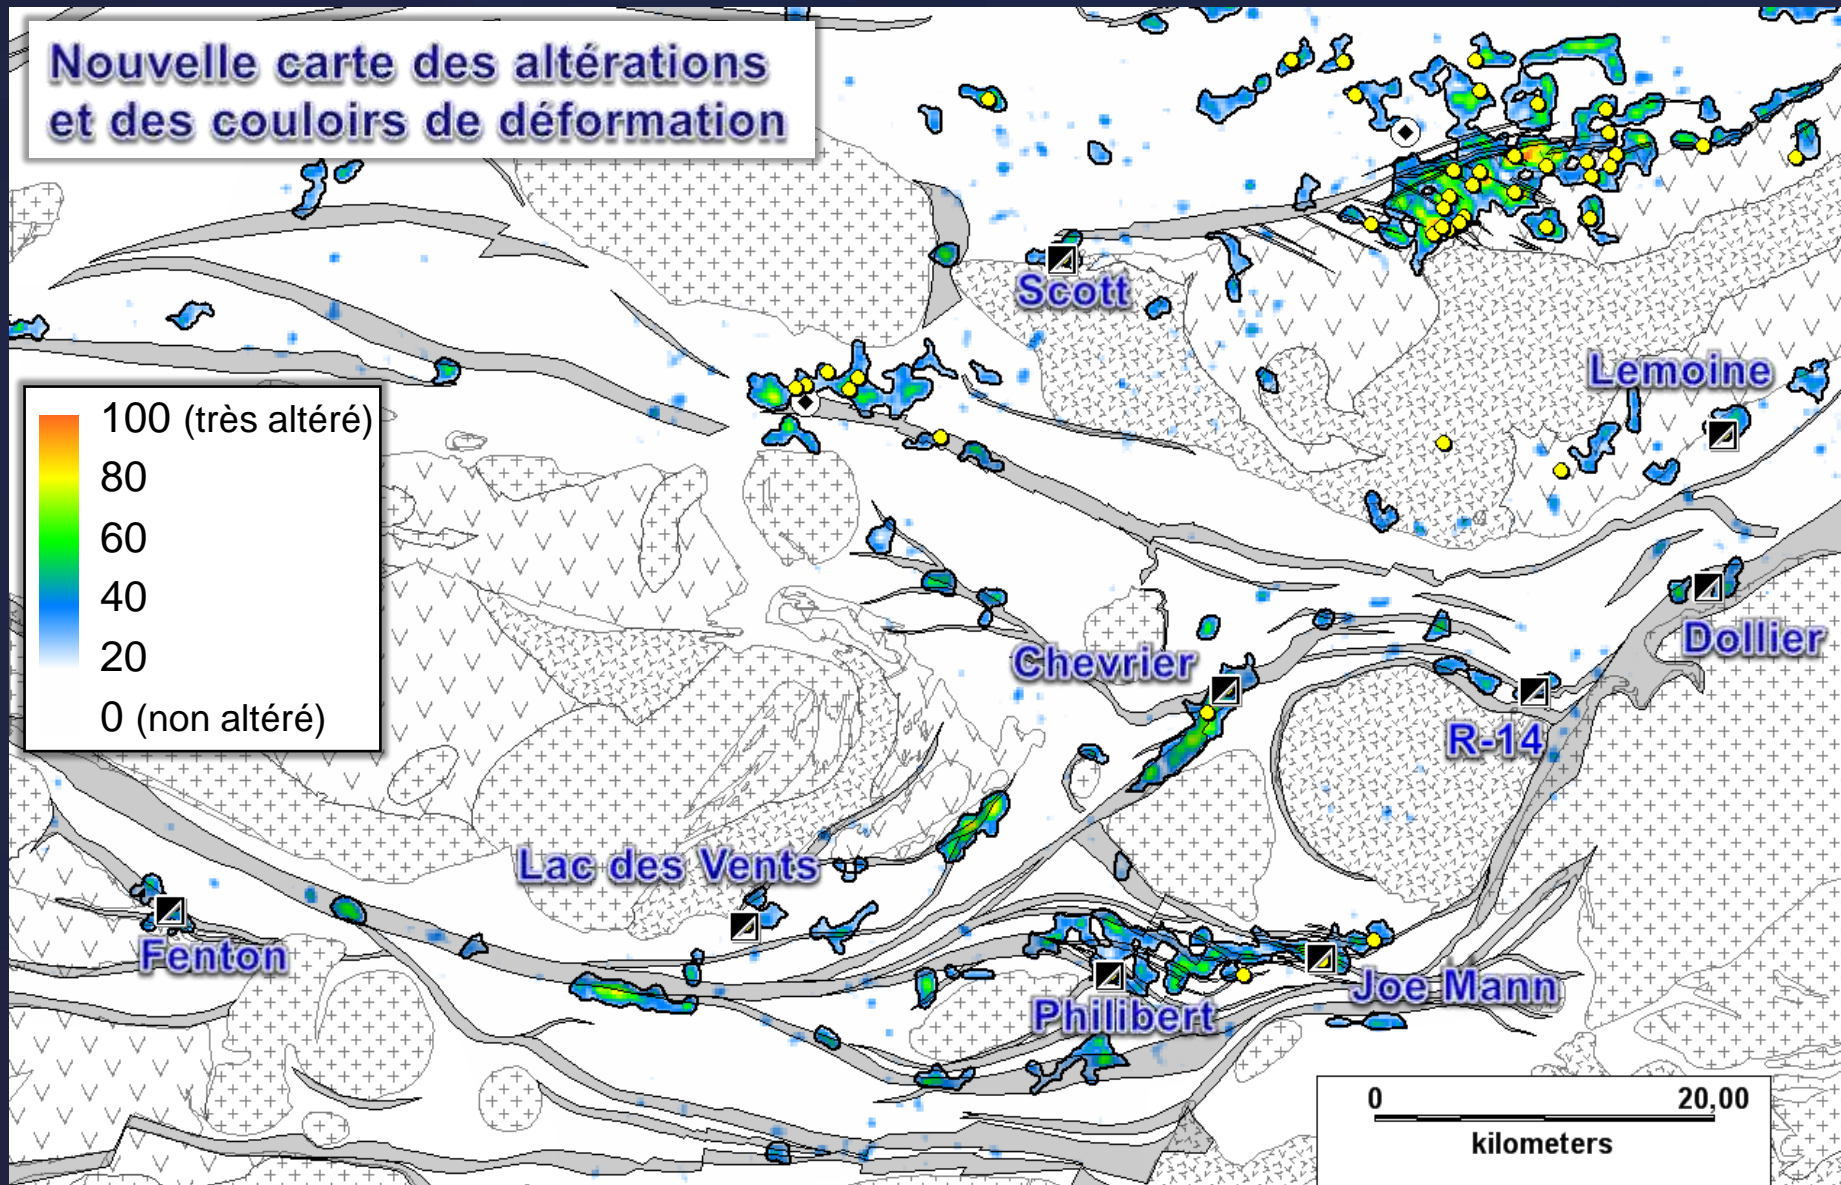 Nouvelle carte des altérations
et des couloirs de déformation
Scott
Lemoine
100 (très altéré)
80
60
40
20
0 (non altéré)
Chevrier
Dollier
R-14
Lac des Vents
Fenton
Joe Mann
Philibert
0 20,00
kilometers